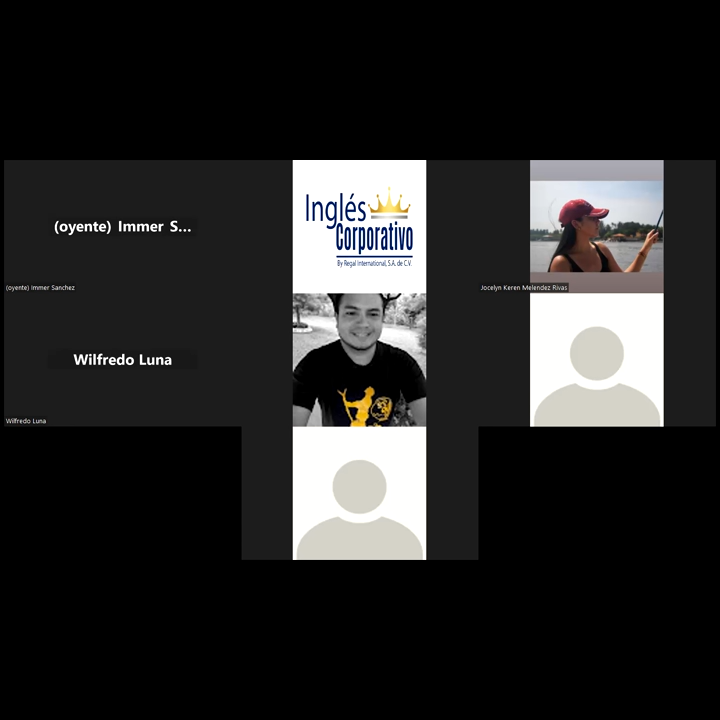 (oyente) Immer S...
(oyente) Immer Sanchez
Inglés
Corporativo
By Regal International, S.A. de C.V.
Jocelyn Keren Melendez Rivas
Wilfredo Luna
Wilfredo Luna